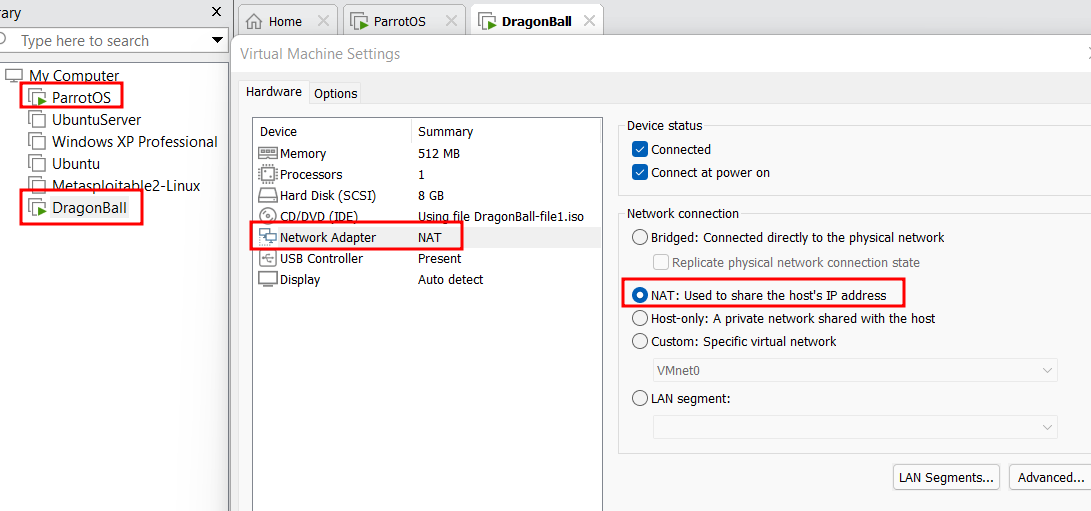 rary
Type here to search
My Computer
ParrotOS
UbuntuServer
Windows XP Professional
Ubuntu
Metasploitable2-Linux
DragonBall
Home
ParrotOS
DragonBall
Virtual Machine Settings
Hardware
Options
Device Summary
Memory 512 MB
Processors 1
Hard Disk (SCSI) 8 GB
CD/DVD (IDE) Using file DragonBall-file1.iso
Network Adapter NAT
USB Controller Present
Display Auto detect
Device status
Connected
Connect at power on
Network connection
Bridged: Connected directly to the physical network
Replicate physical network connection state
NAT: Used to share the host's IP address
Host-only: A private network shared with the host
Custom: Specific virtual network
VMnet0
LAN segment:
LAN Segments...
Advanced...